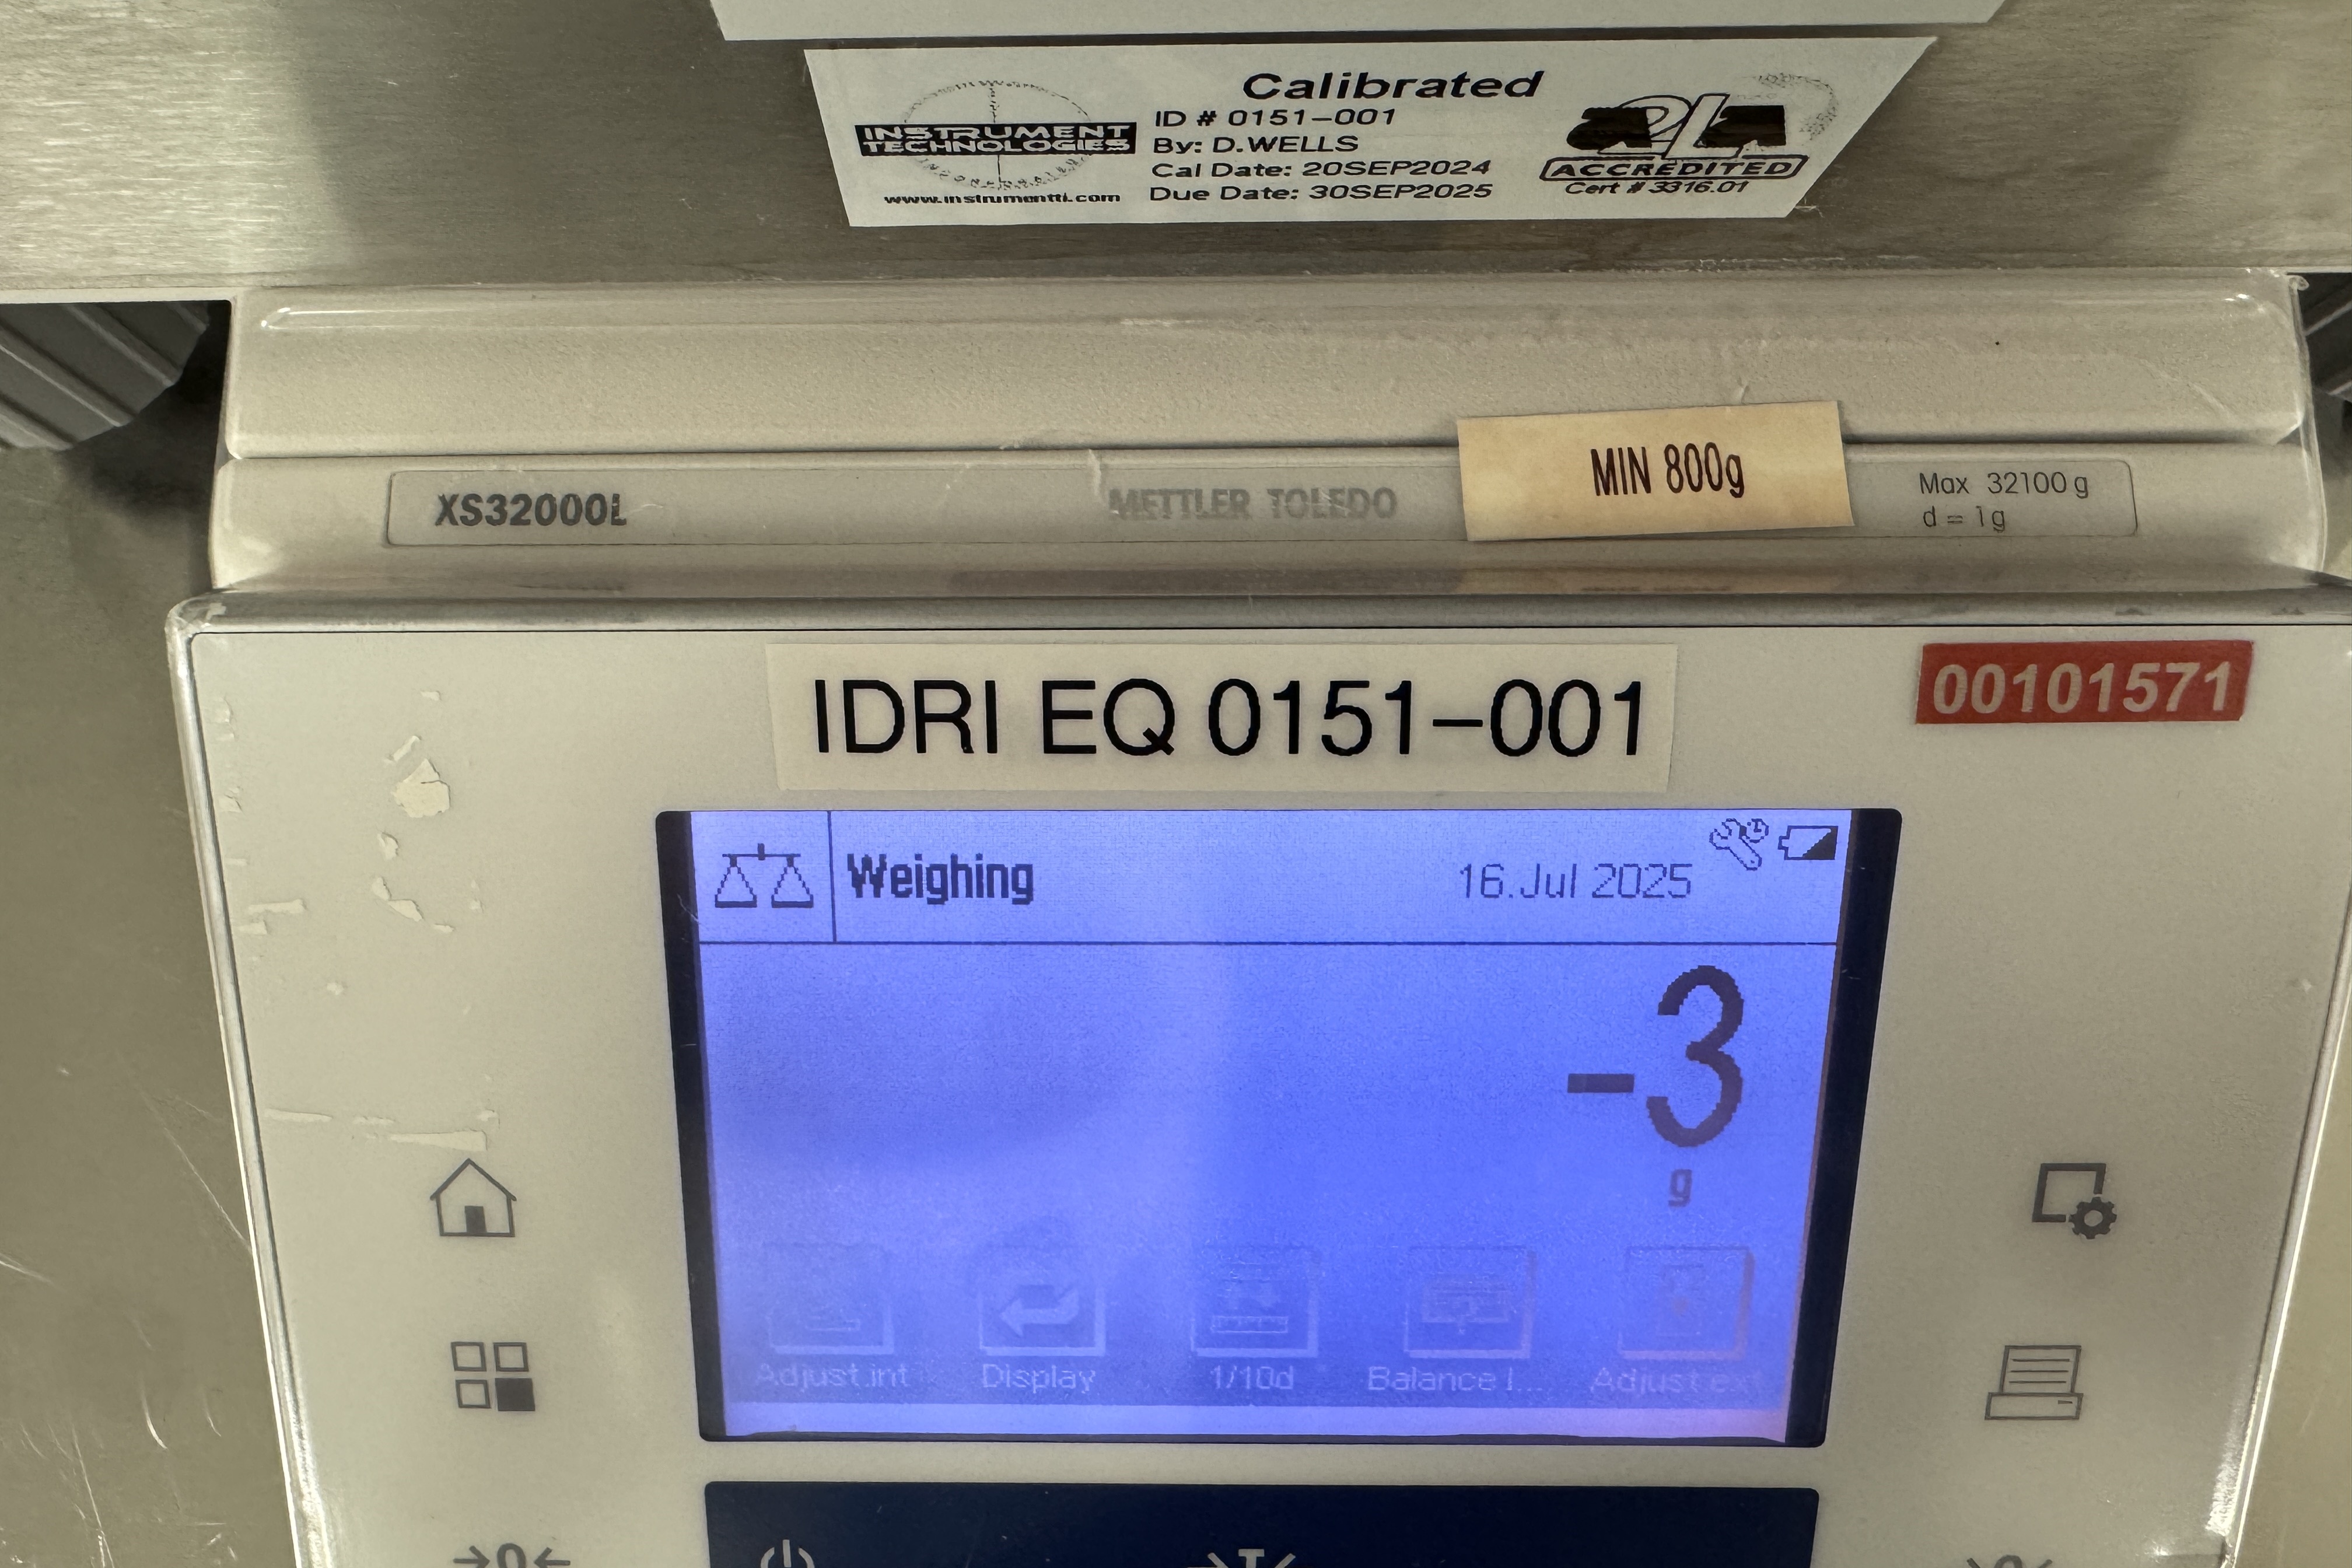 Calibrated
INSTRUMENT
TECHNOLOGIES
www.instrumentti.com
ID # 0151-001
By: D.WELLS
Cal Date: 20SEP2024
Due Date: 30SEP2025
a2la
ACCREDITED
Cert # 3316.01
XS32000L
METTLER TOLEDO
MIN 800g
Max 32100 g
d = 1g
IDRI EQ 0151-001
00101571
Weighing
16.Jul 2025
-3
g
Adjust.int
Display
1/10d
Balance I...
Adjust.ext
→0←
→T←